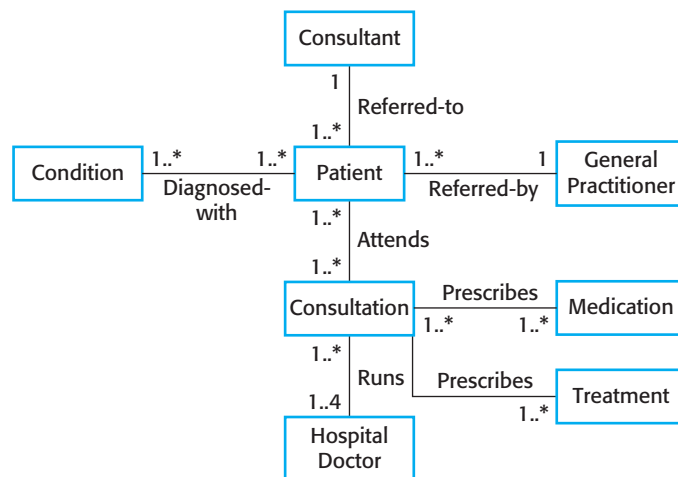 Consultant
1
Referred-to
1..*
Condition
1..*
Diagnosed-
with
1..*
Patient
1..*
Referred-by
1
General
Practitioner
1..*
Attends
1..*
Consultation
Prescribes
1..*
1..*
Medication
1..*
Runs
1..4
Prescribes
1..*
Treatment
Hospital
Doctor